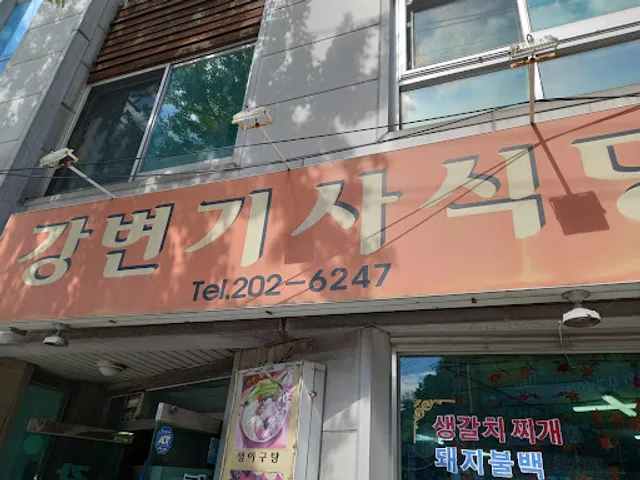 강변기사식당
Tel.202-6247
생갈치 찌개
돼지불백
생아구탕